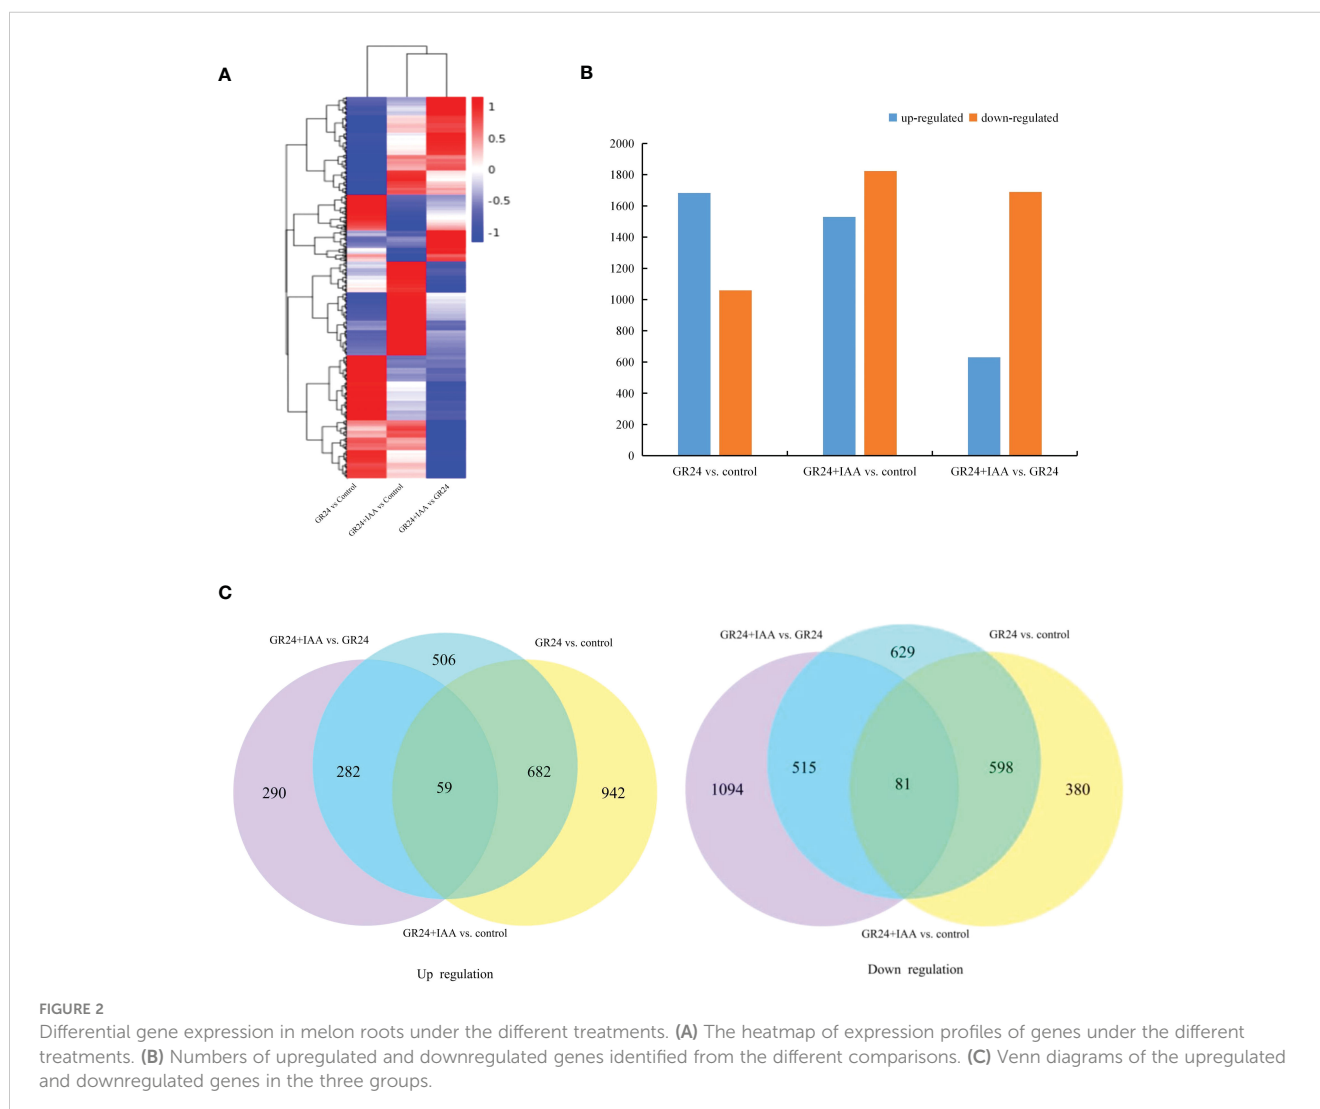 A
1
0.5
0
-0.5
-1
GR24 vs Control
GR24+IAA vs Control
GR24+IAA vs GR24
B
up-regulated down-regulated
2000
1800
1600
1400
1200
1000
800
600
400
200
0
GR24 vs. control GR24+IAA vs. control GR24+IAA vs. GR24
C
GR24+IAA vs. GR24
GR24 vs. control
506
282
682
290
59
942
GR24+IAA vs. control
Up regulation
GR24+IAA vs. GR24
GR24 vs. control
629
515
598
1094
81
380
GR24+IAA vs. control
Down regulation
FIGURE 2
Differential gene expression in melon roots under the different treatments. (A) The heatmap of expression profiles of genes under the different
treatments. (B) Numbers of upregulated and downregulated genes identified from the different comparisons. (C) Venn diagrams of the upregulated
and downregulated genes in the three groups.